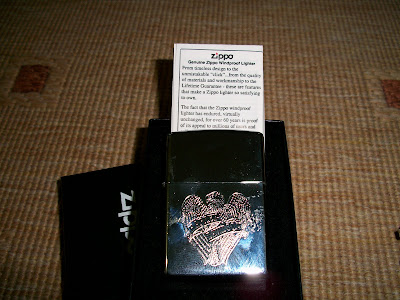 zippo
Genuine Zippo Windproof Lighter
From timeless design to the
unmistakable "click"...from the quality
of materials and workmanship to the
Lifetime Guarantee - these are features
that make a Zippo lighter so satisfying
to own.
The fact that the Zippo windproof
lighter has endured, virtually
unchanged, for over 60 years is proof
of its appeal to millions of users and